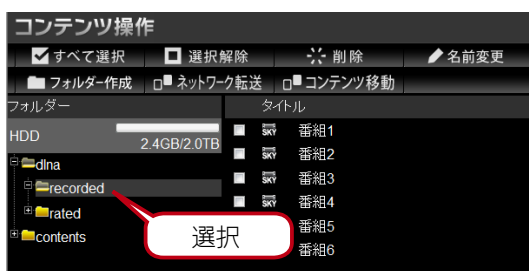 コンテンツ操作
すべて選択 選択解除 削除 名前変更
フォルダー作成 ネットワーク転送 コンテンツ移動
フォルダー タイトル
HDD 2.4GB/2.0TB
dlna
recorded
rated
contents
SKY 番組1
SKY 番組2
SKY 番組3
SKY 番組4
番組5
番組6
選択